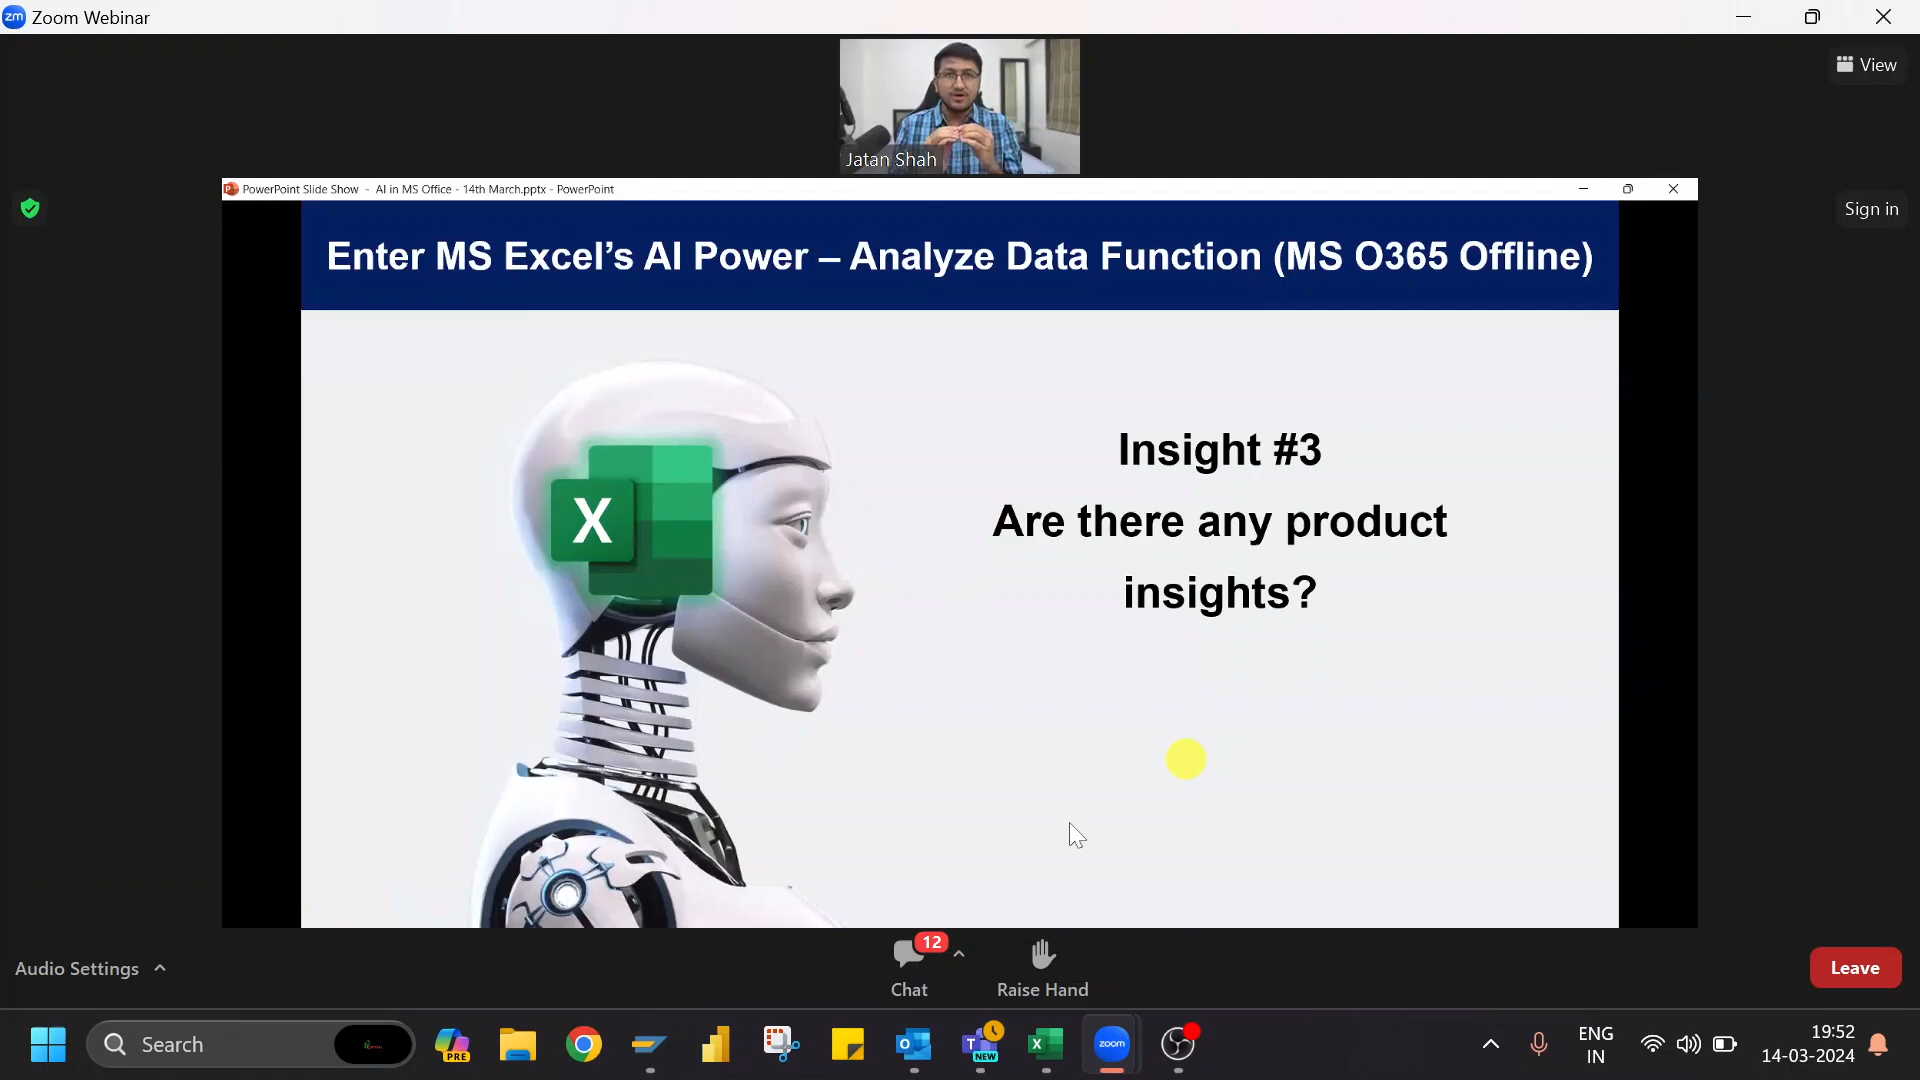 zm Zoom Webinar
View
Jatan Shah
PowerPoint Slide Show - AI in MS Office - 14th March.pptx - PowerPoint
Sign in
Enter MS Excel’s AI Power – Analyze Data Function (MS O365 Offline)
X
Insight #3
Are there any product
insights?
Audio Settings
12
Chat
Raise Hand
Leave
Search
PRE
T
NEW
zoom
ENG
IN
19:52
14-03-2024